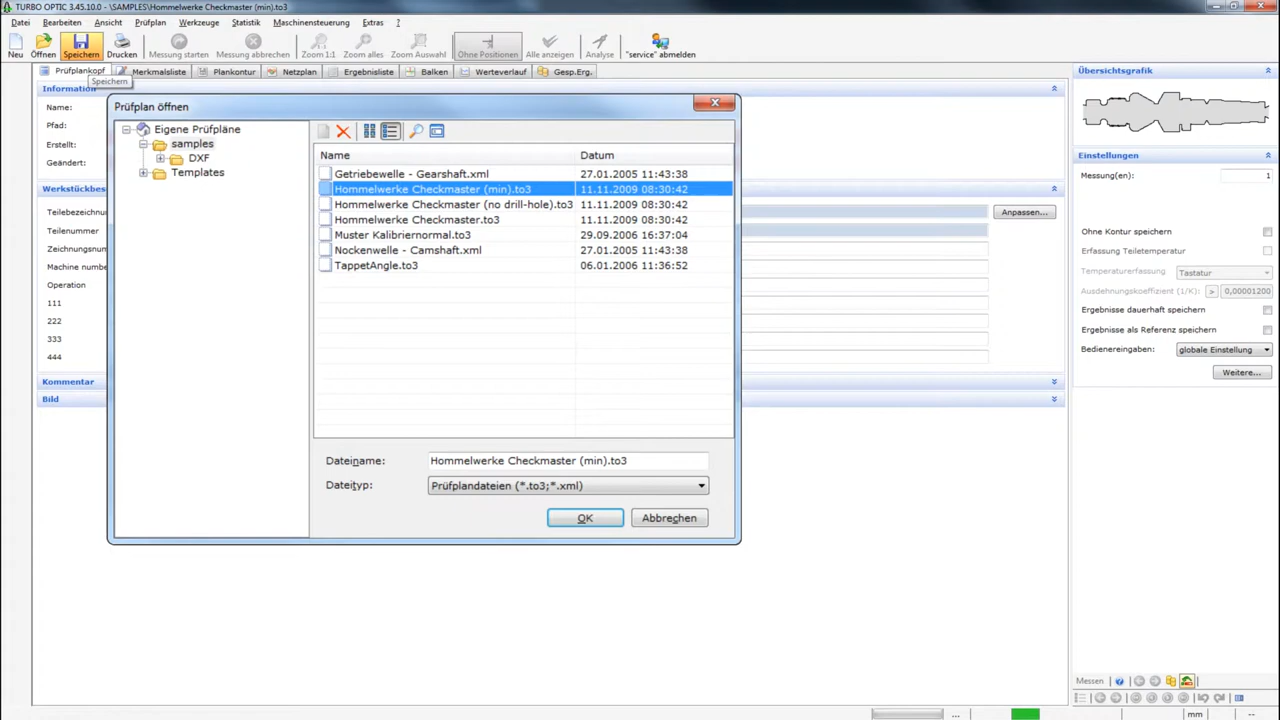 TURBO OPTIC 3.45.10.0 - \SAMPLES\Hommelwerke Checkmaster (min).to3
Datei Bearbeiten Ansicht Prüfplan Werkzeuge Statistik Maschinensteuerung Extras ?
Neu Öffnen Speichern Drucken Messung starten Messung abbrechen Zoom 1:1 Zoom alles Zoom Auswahl Ohne Positionen Alle anzeigen Analyse "service" abmelden
Prüfplankopf Merkmalsliste Plankontur Netzplan Ergebnisliste Balken Werteverlauf Gesp.Erg.
Speichern
Information
Name:
Pfad:
Erstellt:
Geändert:
Werkstückbes
Teilebezeichnu
Teilenummer
Zeichnungsnum
Machine numbe
Operation
111
222
333
444
Kommentar
Bild
Prüfplan öffnen
Eigene Prüfpläne
samples
DXF
Templates
Name Datum
Getriebewelle - Gearshaft.xml 27.01.2005 11:43:38
Hommelwerke Checkmaster (min).to3 11.11.2009 08:30:42
Hommelwerke Checkmaster (no drill-hole).to3 11.11.2009 08:30:42
Hommelwerke Checkmaster.to3 11.11.2009 08:30:42
Muster Kalibriernormal.to3 29.09.2006 16:37:04
Nockenwelle - Camshaft.xml 27.01.2005 11:43:38
TappetAngle.to3 06.01.2006 11:36:52
Dateiname: Hommelwerke Checkmaster (min).to3
Dateityp: Prüfplandateien (*.to3;*.xml)
OK Abbrechen
Anpassen...
Übersichtsgrafik
Einstellungen
Messung(en): 1
Ohne Kontur speichern
Erfassung Teiletemperatur
Temperaturerfassung Tastatur
Ausdehnungskoeffizient (1/K): > 0,00001200
Ergebnisse dauerhaft speichern
Ergebnisse als Referenz speichern
Bedienereingaben: globale Einstellung
Weitere...
Messen
... mm --